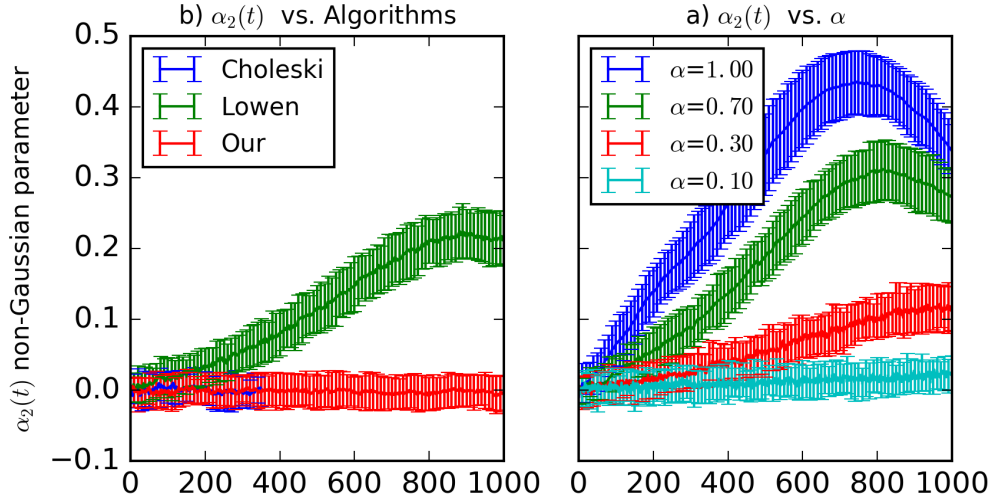 b) α₂(t) vs. Algorithms
a) α₂(t) vs. α
α₂(t) non-Gaussian parameter
0.5
0.4
0.3
0.2
0.1
0.0
−0.1
Choleski
Lowen
Our
0 200 400 600 800 1000
α=1.00
α=0.70
α=0.30
α=0.10
0 200 400 600 800 1000